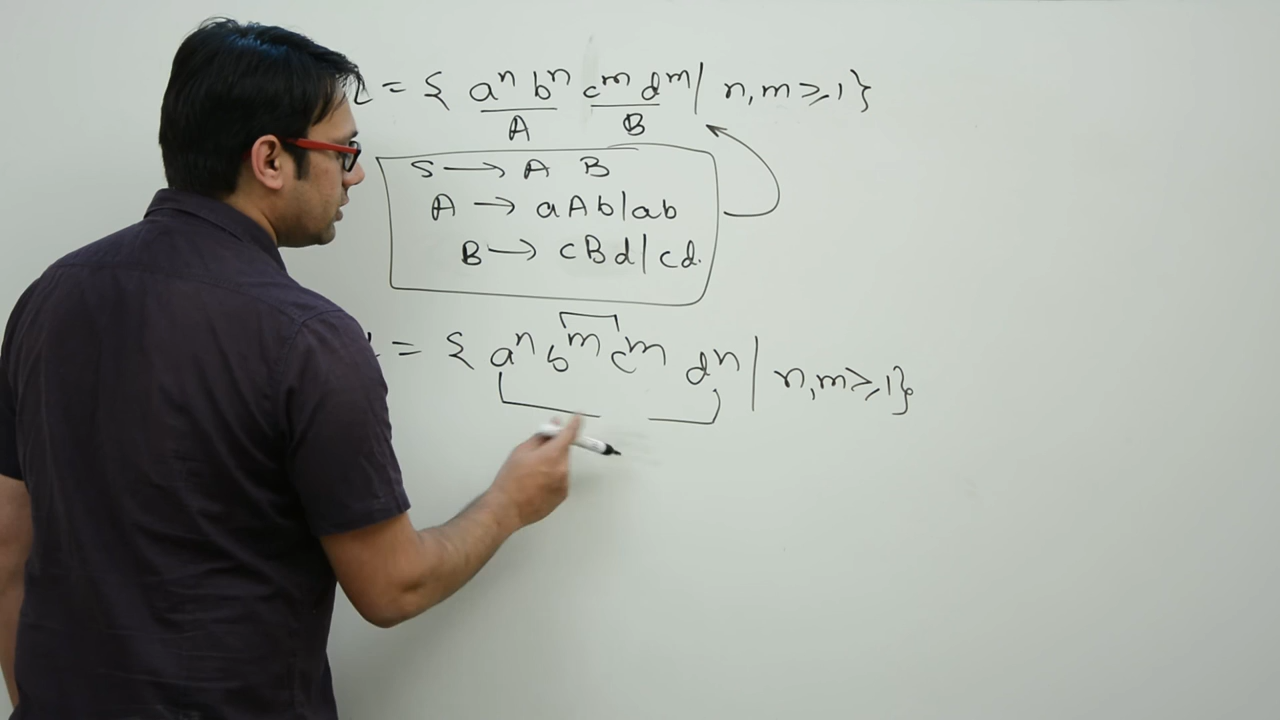 = { aⁿ bⁿ cᵐ dᵐ | n, m ≥ 1 }
A B
S → A B
A → aAb | ab
B → cBd | cd.
= { aⁿ bᵐ cᵐ dⁿ | n, m ≥ 1 }